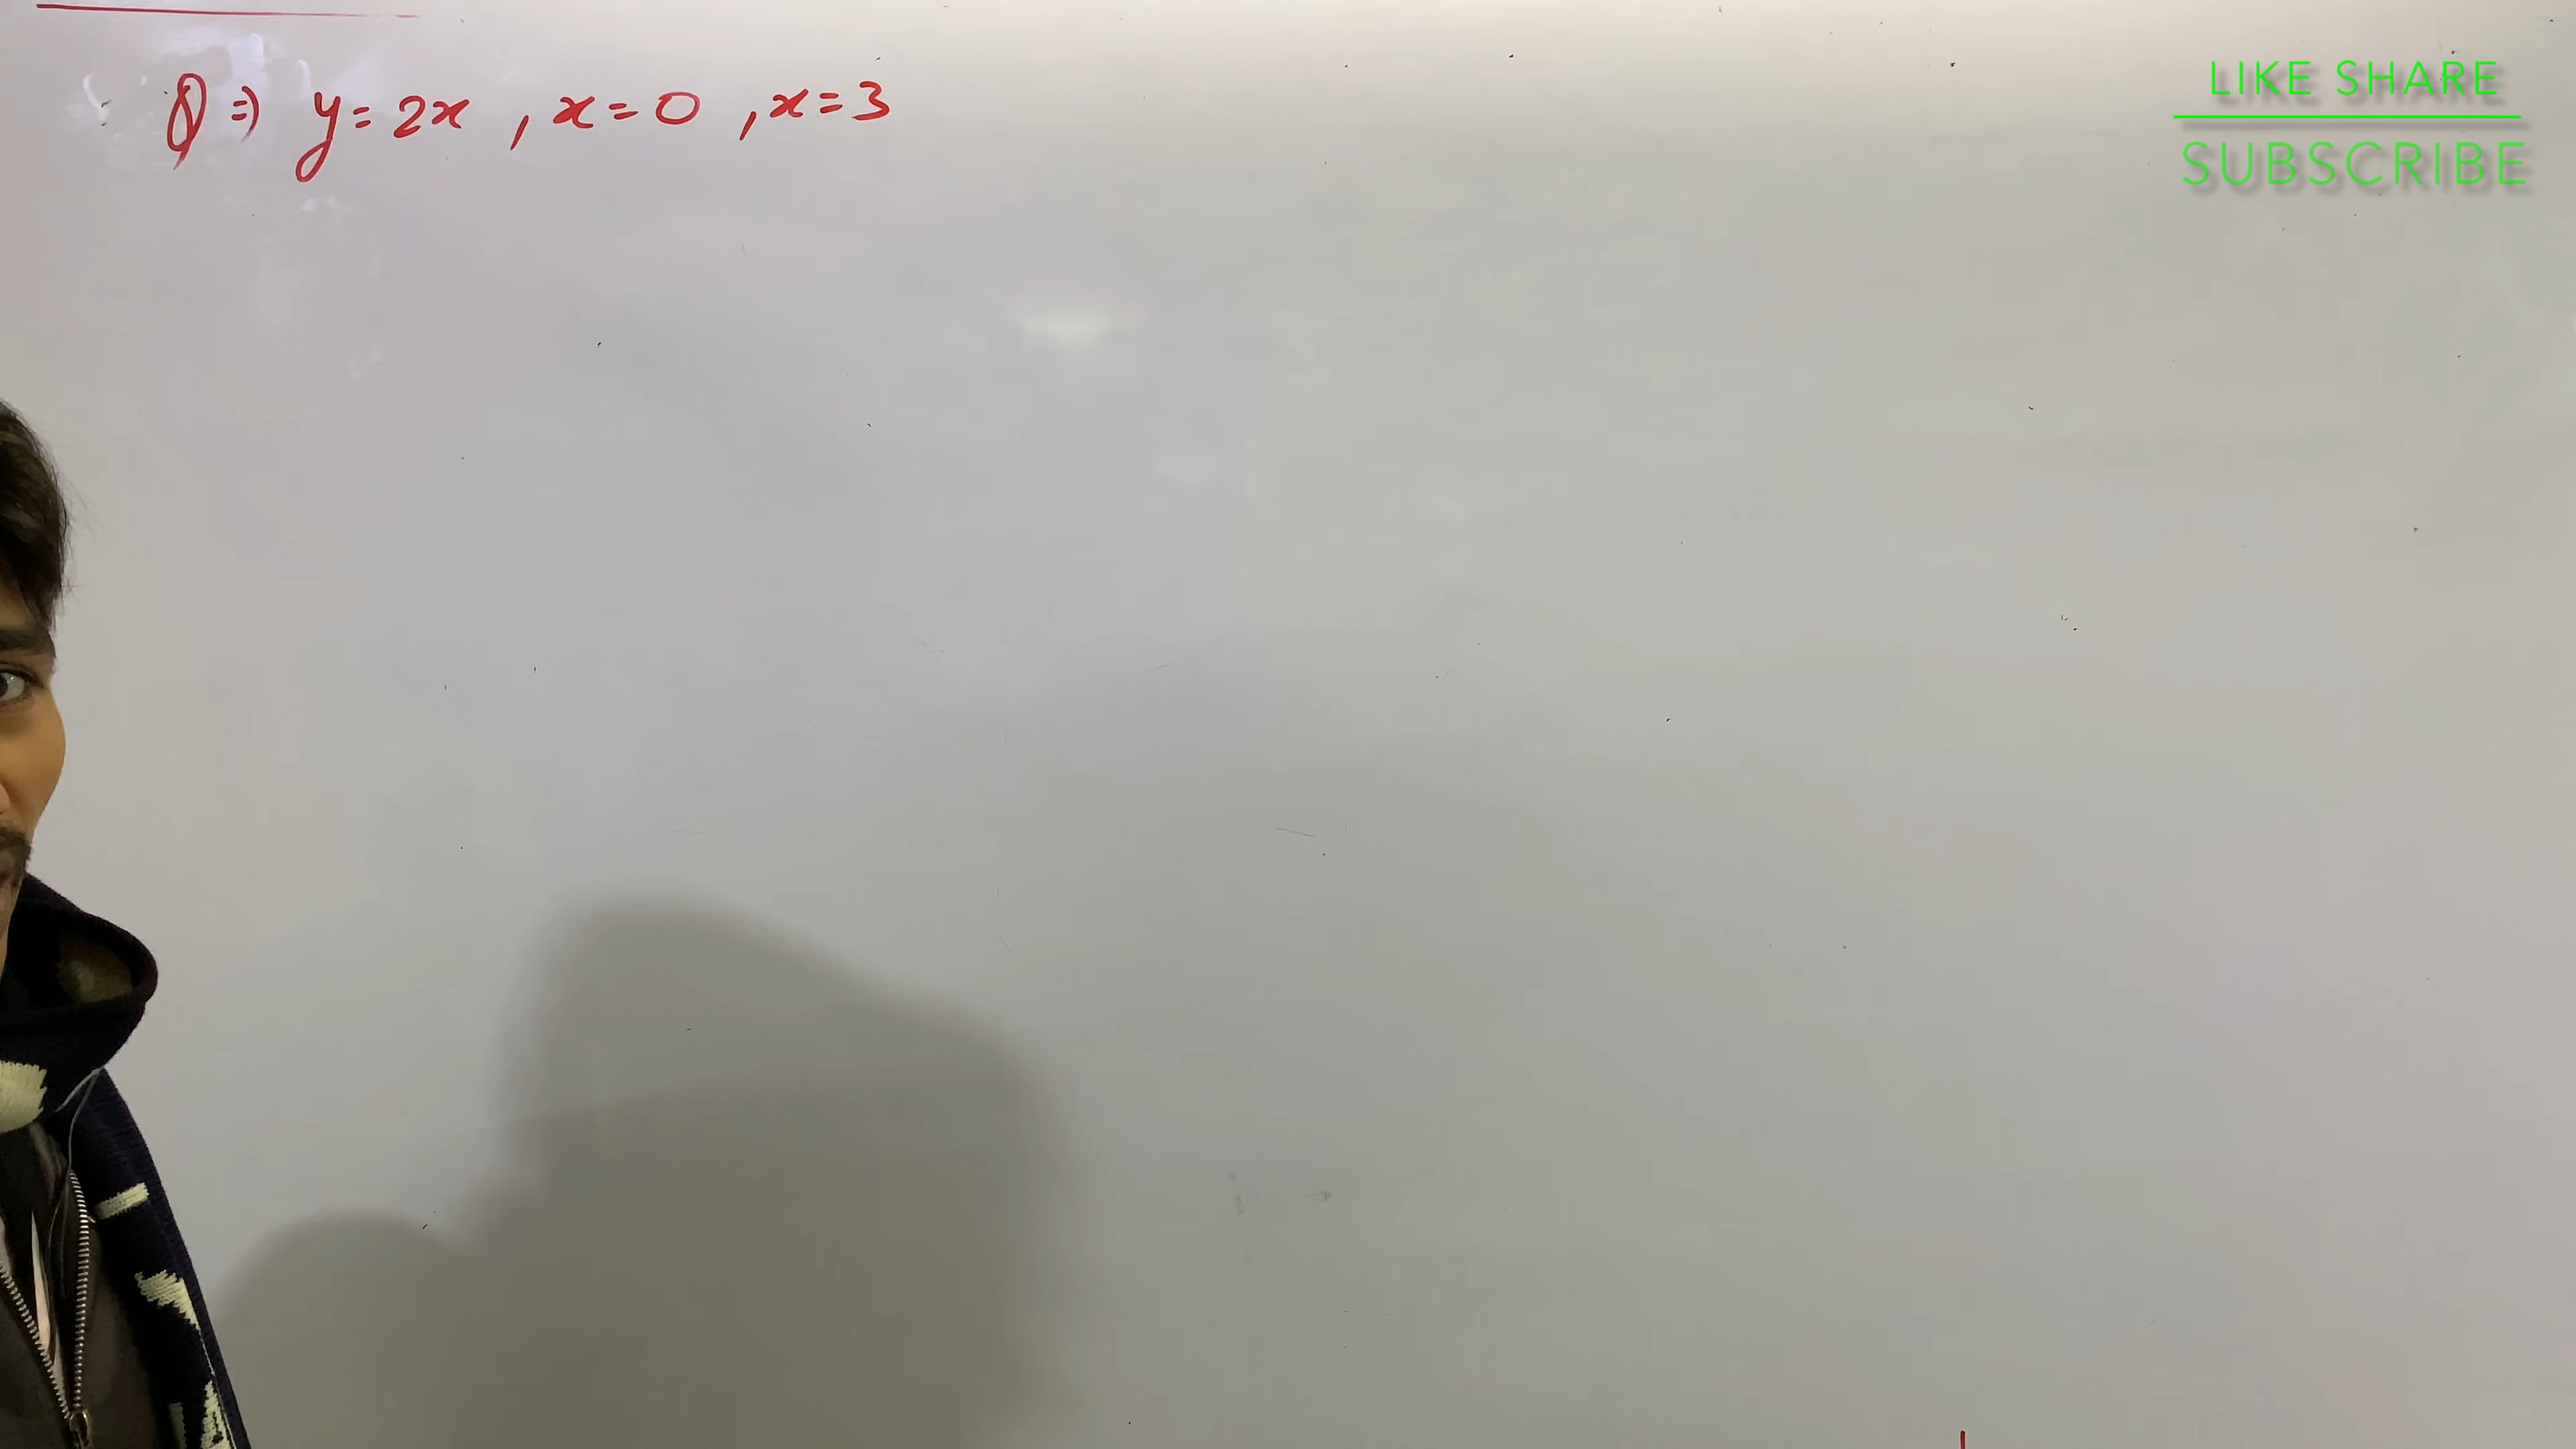 Q ⇒ y = 2x , x = 0 , x = 3
LIKE SHARE
SUBSCRIBE